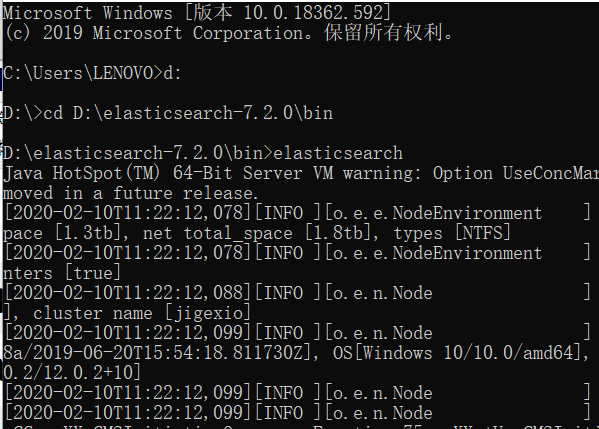 Microsoft Windows [版本 10.0.18362.592]
(c) 2019 Microsoft Corporation。保留所有权利。
C:\Users\LENOVO>d:
D:\>cd D:\elasticsearch-7.2.0\bin
D:\elasticsearch-7.2.0\bin>elasticsearch
Java HotSpot(TM) 64-Bit Server VM warning: Option UseConcMar
moved in a future release.
[2020-02-10T11:22:12,078][INFO ][o.e.e.NodeEnvironment    ]
pace [1.3tb], net total_space [1.8tb], types [NTFS]
[2020-02-10T11:22:12,078][INFO ][o.e.e.NodeEnvironment    ]
nters [true]
[2020-02-10T11:22:12,088][INFO ][o.e.n.Node               ]
], cluster name [jigexio]
[2020-02-10T11:22:12,099][INFO ][o.e.n.Node               ]
8a/2019-06-20T15:54:18.811730Z], OS[Windows 10/10.0/amd64],
0.2/12.0.2+10]
[2020-02-10T11:22:12,099][INFO ][o.e.n.Node               ]
[2020-02-10T11:22:12,099][INFO ][o.e.n.Node               ]